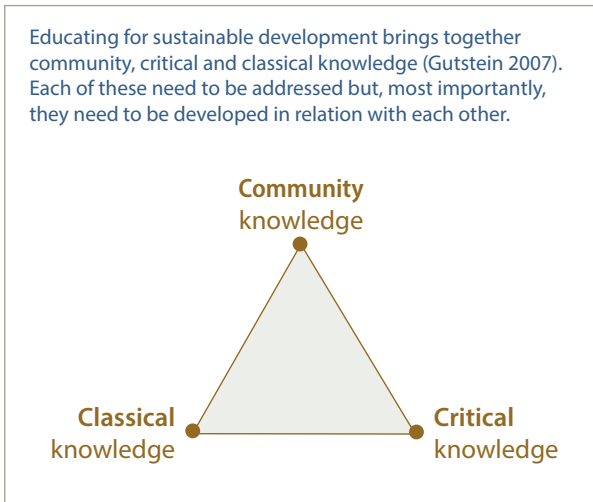 Educating for sustainable development brings together
community, critical and classical knowledge (Gutstein 2007).
Each of these need to be addressed but, most importantly,
they need to be developed in relation with each other.
Community
knowledge
Classical
knowledge
Critical
knowledge